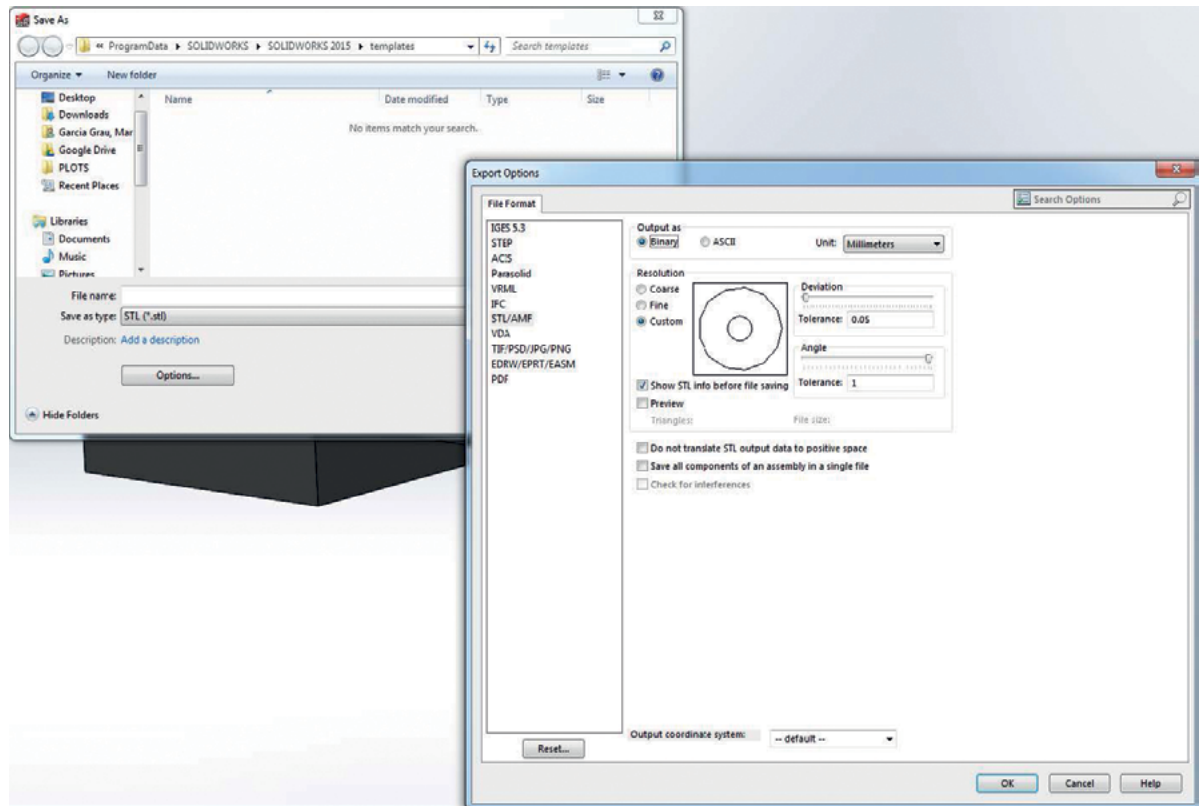 Save As
« ProgramData ▸ SOLIDWORKS ▸ SOLIDWORKS 2015 ▸ templates
Search templates
Organize
New folder
Name
Date modified
Type
Size
No items match your search.
Desktop
Downloads
Garcia Grau, Mar
Google Drive
PLOTS
Recent Places
Libraries
Documents
Music
Pictures
File name:
Save as type: STL (*.stl)
Description: Add a description
Options...
Hide Folders
Export Options
File Format
Search Options
IGES 5.3
STEP
ACIS
Parasolid
VRML
IFC
STL/AMF
VDA
TIF/PSD/JPG/PNG
EDRW/EPRT/EASM
PDF
Reset...
Output as
Binary
ASCII
Unit: Millimeters
Resolution
Coarse
Fine
Custom
Deviation
Tolerance: 0.05
Angle
Tolerance: 1
Show STL info before file saving
Preview
Triangles:
File size:
Do not translate STL output data to positive space
Save all components of an assembly in a single file
Check for interferences
Output coordinate system:
-- default --
OK
Cancel
Help